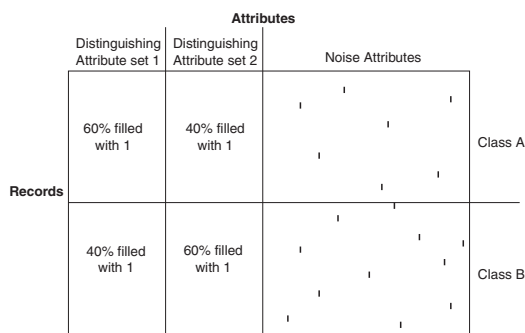 Attributes
Distinguishing
Attribute set 1
Distinguishing
Attribute set 2
Noise Attributes
60% filled
with 1
40% filled
with 1
Class A
Records
40% filled
with 1
60% filled
with 1
Class B